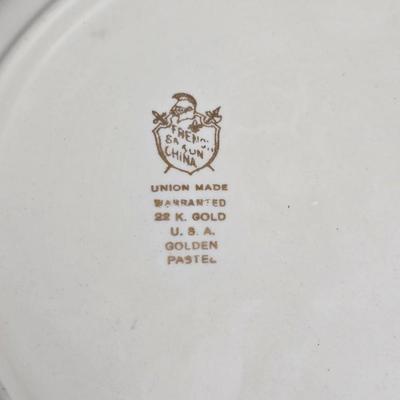 FRENCH
SAXON
CHINA
UNION MADE
WARRANTED
22 K. GOLD
U. S. A.
GOLDEN
PASTEL